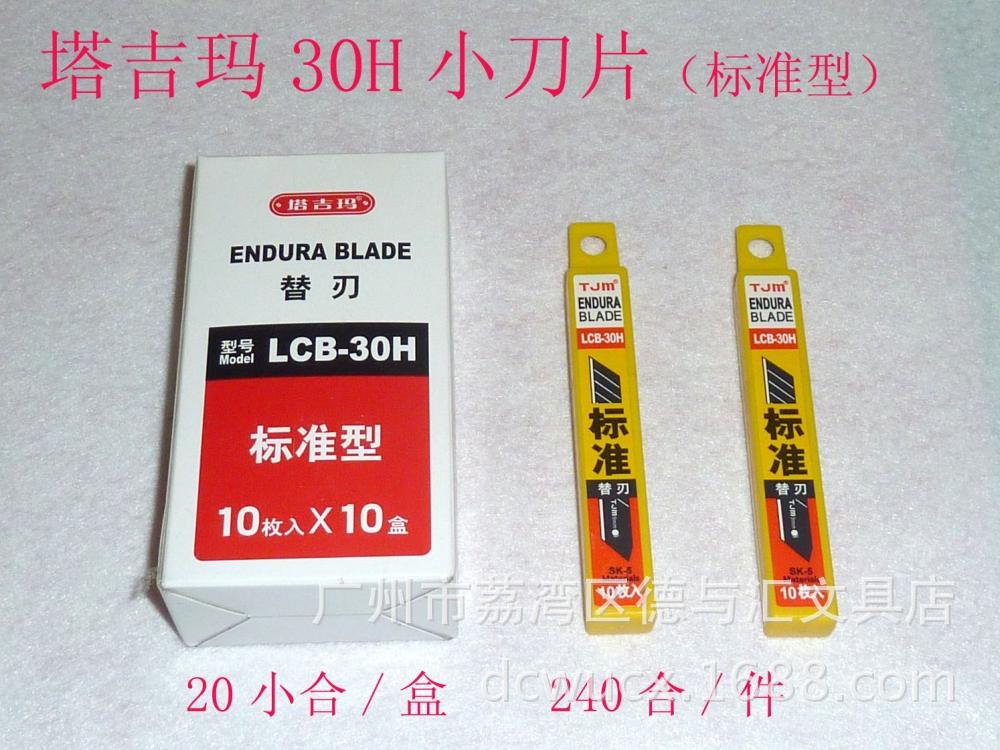 塔吉玛 30H 小刀片（标准型）
塔吉玛®
ENDURA BLADE
替刃
型号
Model
LCB-30H
标准型
10枚入X10盒
TJm®
ENDURA
BLADE
LCB-30H
标准
替刃
TJm
SK-5
Materials
10枚入
TJm®
ENDURA
BLADE
LCB-30H
标准
替刃
TJm
SK-5
Materials
10枚入
广州市荔湾区德与汇文具店
20小合/盒
240合/件